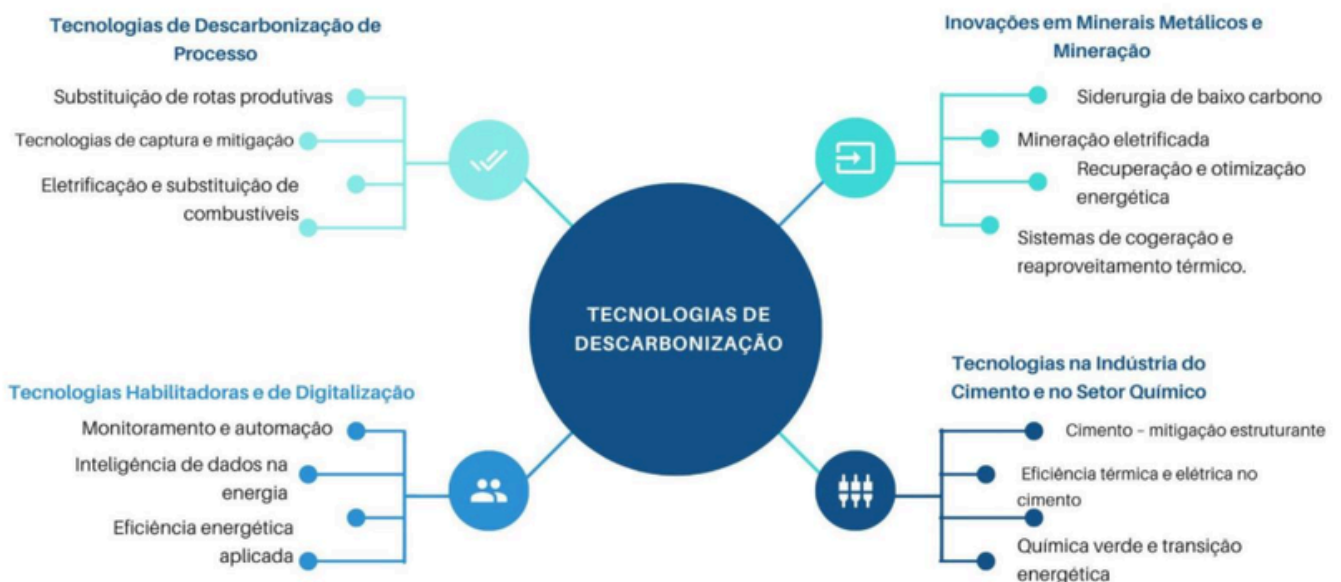 Tecnologias de Descarbonização de
Processo
Substituição de rotas produtivas
Tecnologias de captura e mitigação
Eletrificação e substituição de
combustíveis
Inovações em Minerais Metálicos e
Mineração
Siderurgia de baixo carbono
Mineração eletrificada
Recuperação e otimização
energética
Sistemas de cogeração e
reaproveitamento térmico.
TECNOLOGIAS DE
DESCARBONIZAÇÃO
Tecnologias Habilitadoras e de Digitalização
Monitoramento e automação
Inteligência de dados na
energia
Eficiência energética
aplicada
Tecnologias na Indústria do
Cimento e no Setor Químico
Cimento – mitigação estruturante
Eficiência térmica e elétrica no
cimento
Química verde e transição
energética